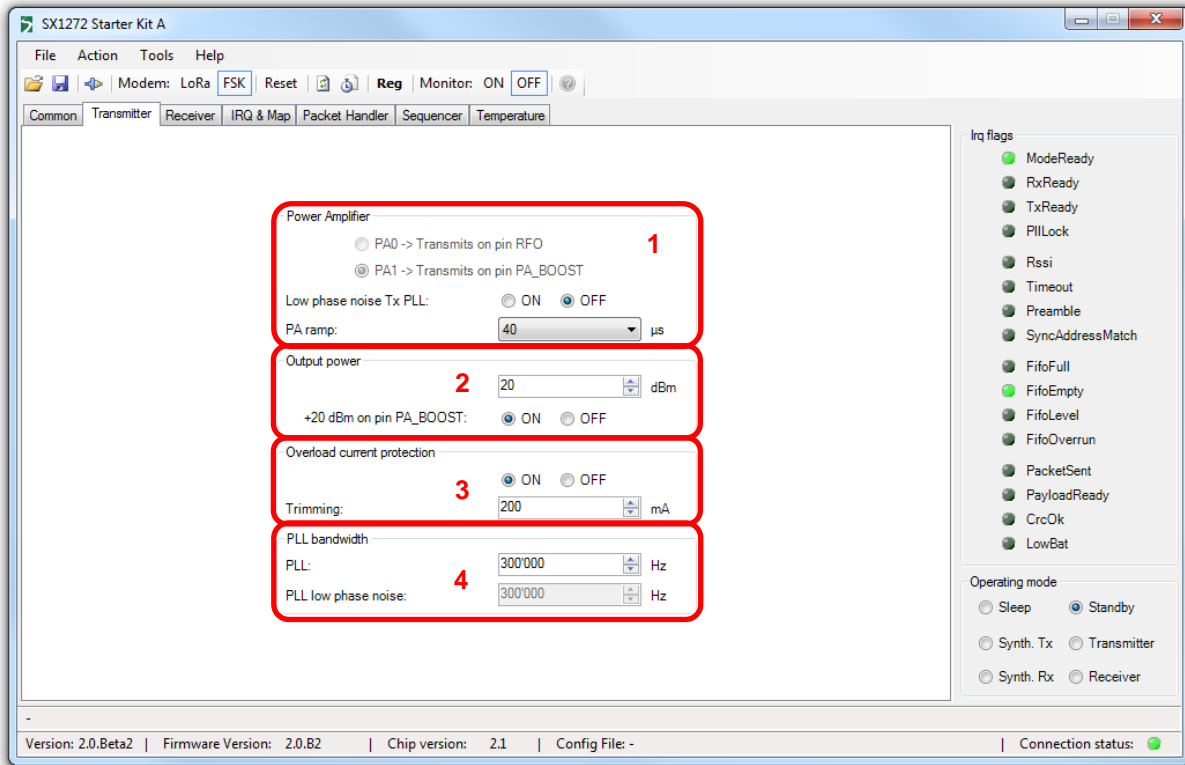 SX1272 Starter Kit A
File Action Tools Help
Modem: LoRa FSK Reset Reg Monitor: ON OFF
Common Transmitter Receiver IRQ & Map Packet Handler Sequencer Temperature
Power Amplifier
PA0 -> Transmits on pin RFO
1
PA1 -> Transmits on pin PA_BOOST
Low phase noise Tx PLL: ON OFF
PA ramp: 40 µs
Output power
2
20 dBm
+20 dBm on pin PA_BOOST: ON OFF
Overload current protection
ON OFF
3
Trimming: 200 mA
PLL bandwidth
PLL: 300'000 Hz
4
PLL low phase noise: 300'000 Hz
Irq flags
ModeReady
RxReady
TxReady
PllLock
Rssi
Timeout
Preamble
SyncAddressMatch
FifoFull
FifoEmpty
FifoLevel
FifoOverrun
PacketSent
PayloadReady
CrcOk
LowBat
Operating mode
Sleep Standby
Synth. Tx Transmitter
Synth. Rx Receiver
-
Version: 2.0.Beta2 | Firmware Version: 2.0.B2 | Chip version: 2.1 | Config File: - | Connection status: